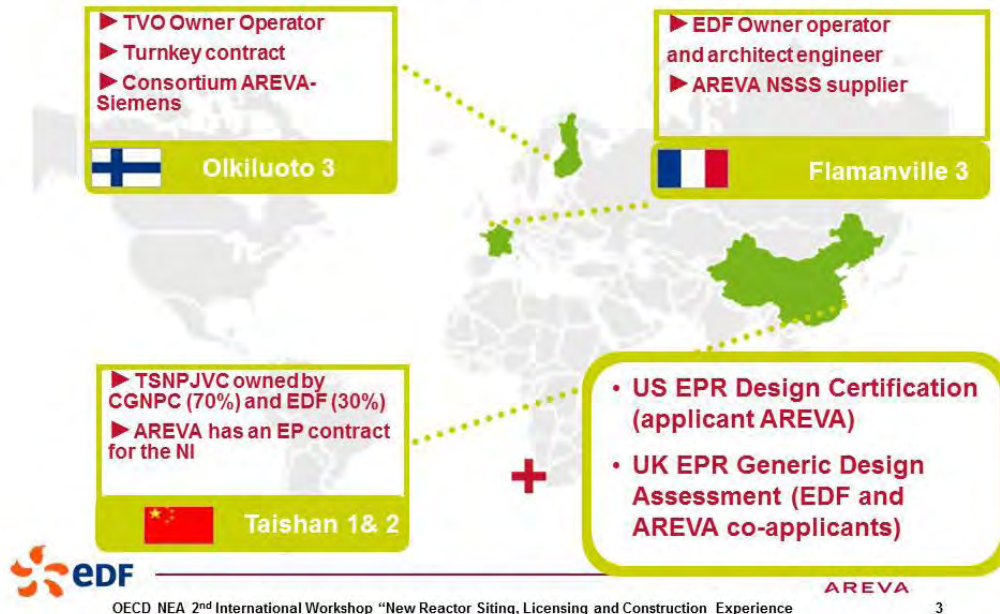 ► TVO Owner Operator
► Turnkey contract
► Consortium AREVA-
Siemens
Olkiluoto 3
► EDF Owner operator
and architect engineer
► AREVA NSSS supplier
Flamanville 3
► TSNPJVC owned by
CGNPC (70%) and EDF (30%)
► AREVA has an EP contract
for the NI
Taishan 1& 2
• US EPR Design Certification
(applicant AREVA)
• UK EPR Generic Design
Assessment (EDF and
AREVA co-applicants)
eDF
AREVA
OECD NEA 2nd International Workshop “New Reactor Siting, Licensing and Construction Experience
3